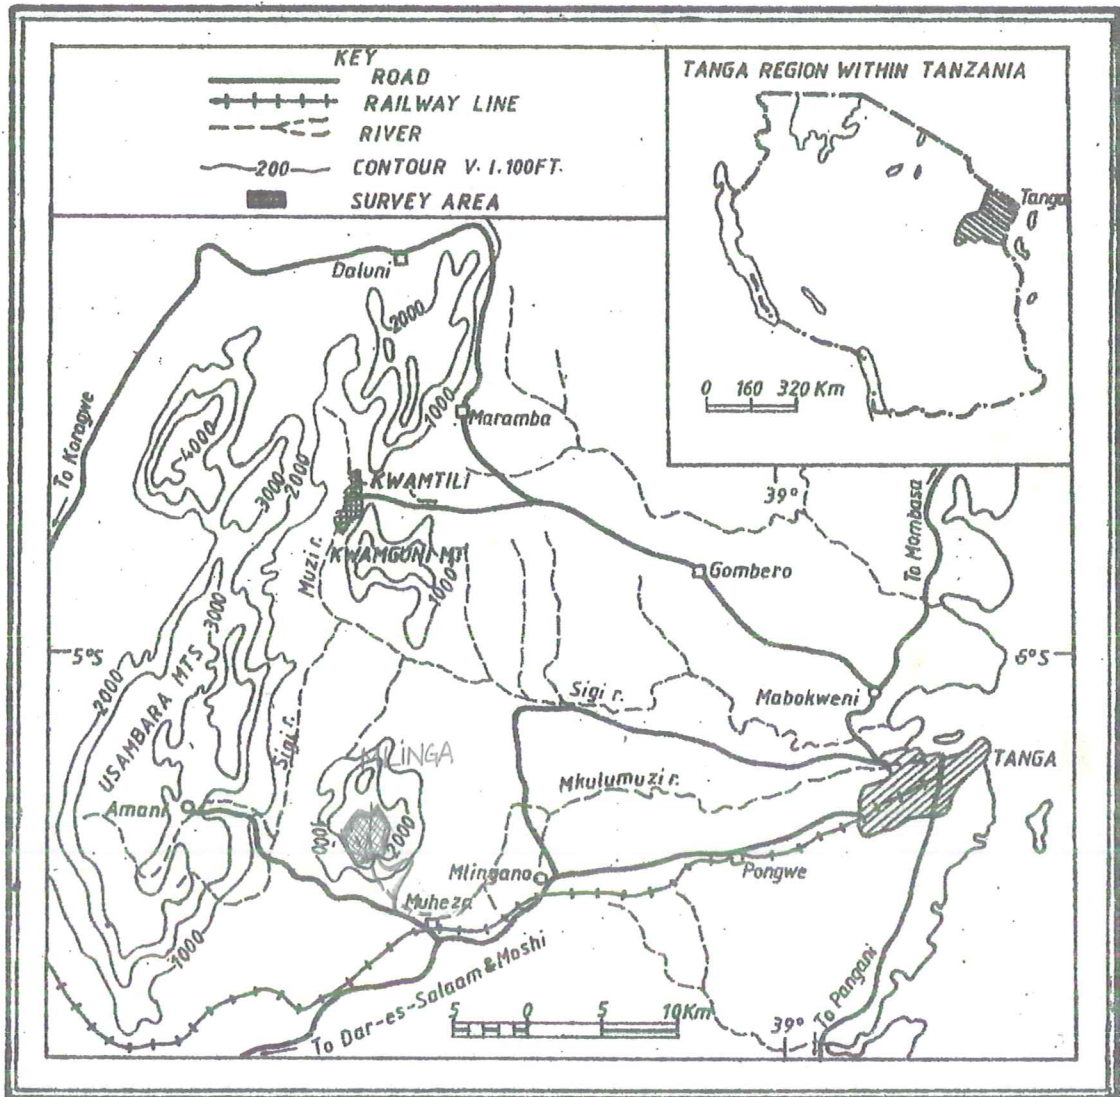 KEY
ROAD
RAILWAY LINE
RIVER
200 CONTOUR V. I. 100FT.
SURVEY AREA
TANGA REGION WITHIN TANZANIA
Tanga
0 160 320 Km
Daluni
2000
1000
Maramba
To Korogwe
4000
3000
2000
KWAMTILI
39°
To Mombasa
KWAMGUNI MT
Muzi r.
1000
Gombero
3000
5°S
6°S
2000
USAMBARA MTS
Sigi r.
Sigi r.
Mabokweni
MLINGA
TANGA
Mkulumuzi r.
Amani
1000
2000
Mlingano
Pongwe
Muheza
1000
To Dar-es-Salaam & Moshi
5 0 5 10Km
39°
To Pangani